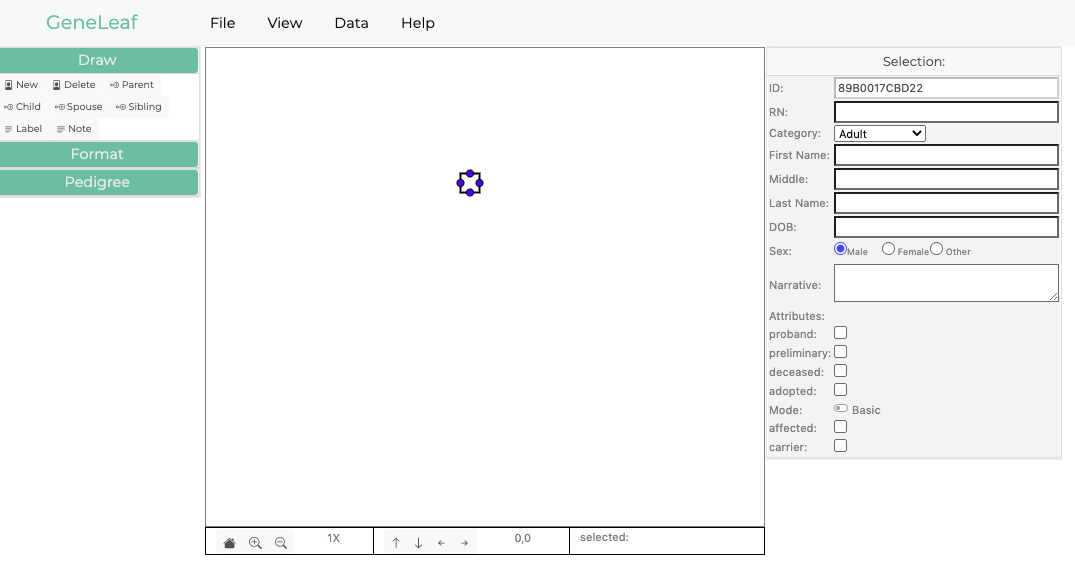 GeneLeaf File View Data Help
Draw
New Delete Parent
Child Spouse Sibling
Label Note
Format
Pedigree
Selection:
ID: 89B0017CBD22
RN:
Category: Adult
First Name:
Middle:
Last Name:
DOB:
Sex: Male Female Other
Narrative:
Attributes:
proband:
preliminary:
deceased:
adopted:
Mode: Basic
affected:
carrier:
1X 0,0 selected: